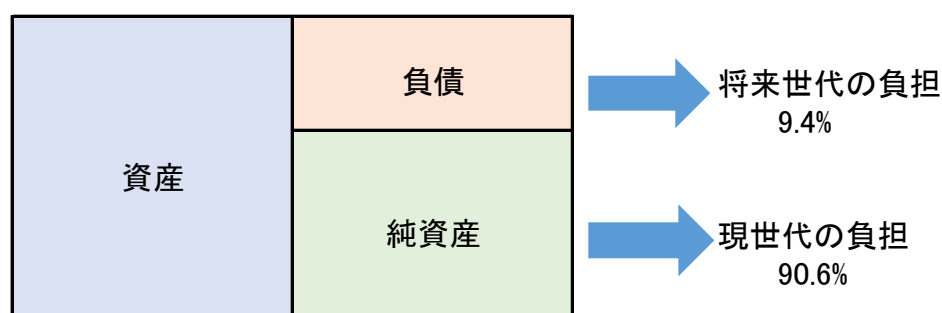 資産
負債
純資産
将来世代の負担
9.4%
現世代の負担
90.6%